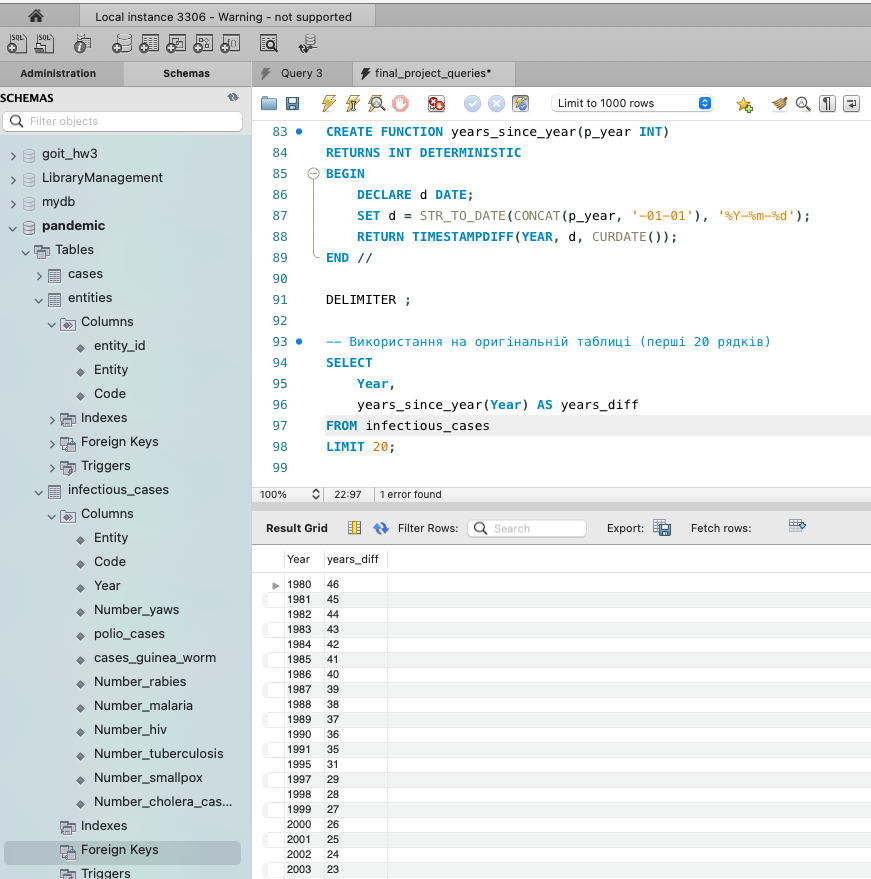 Local instance 3306 - Warning - not supported
Administration
Schemas
Query 3
final_project_queries*
SCHEMAS
Filter objects
goit_hw3
LibraryManagement
mydb
pandemic
Tables
cases
entities
Columns
entity_id
Entity
Code
Indexes
Foreign Keys
Triggers
infectious_cases
Columns
Entity
Code
Year
Number_yaws
polio_cases
cases_guinea_worm
Number_rabies
Number_malaria
Number_hiv
Number_tuberculosis
Number_smallpox
Number_cholera_cas...
Indexes
Foreign Keys
Triggers
Limit to 1000 rows
83 CREATE FUNCTION years_since_year(p_year INT)
84 RETURNS INT DETERMINISTIC
85 BEGIN
86 DECLARE d DATE;
87 SET d = STR_TO_DATE(CONCAT(p_year, '-01-01'), '%Y-%m-%d');
88 RETURN TIMESTAMPDIFF(YEAR, d, CURDATE());
89 END //
90
91 DELIMITER ;
92
93 -- Використання на оригінальній таблиці (перші 20 рядків)
94 SELECT
95 Year,
96 years_since_year(Year) AS years_diff
97 FROM infectious_cases
98 LIMIT 20;
99
100% 22:97 1 error found
Result Grid Filter Rows: Search Export: Fetch rows:
Year years_diff
1980 46
1981 45
1982 44
1983 43
1984 42
1985 41
1986 40
1987 39
1988 38
1989 37
1990 36
1991 35
1995 31
1997 29
1998 28
1999 27
2000 26
2001 25
2002 24
2003 23